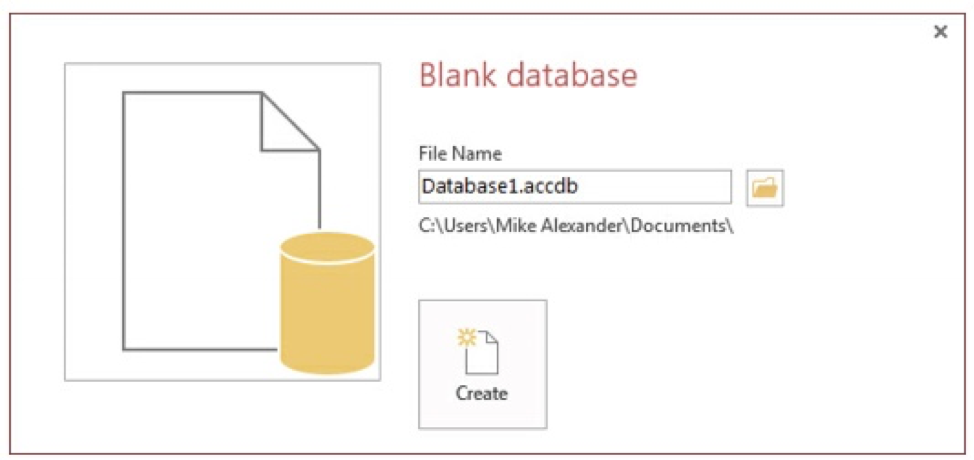 Blank database
File Name
Database1.accdb
C:\Users\Mike Alexander\Documents\
Create